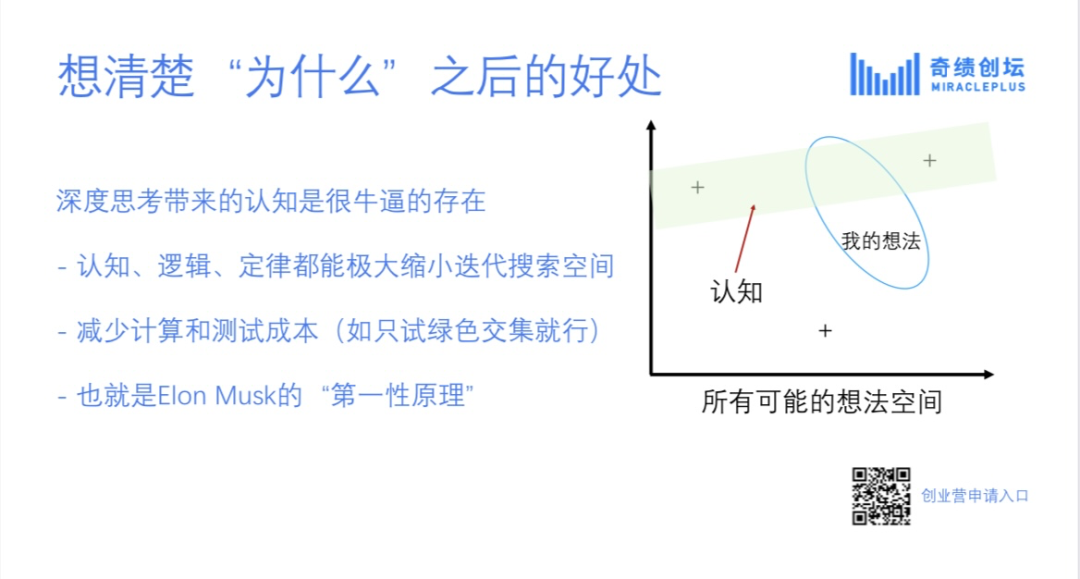 想清楚“为什么”之后的好处
奇绩创坛
MIRACLEPLUS
深度思考带来的认知是很牛逼的存在
- 认知、逻辑、定律都能极大缩小迭代搜索空间
- 减少计算和测试成本（如只试绿色交集就行）
- 也就是Elon Musk的“第一性原理”
+
+
我的想法
认知
+
所有可能的想法空间
创业营申请入口